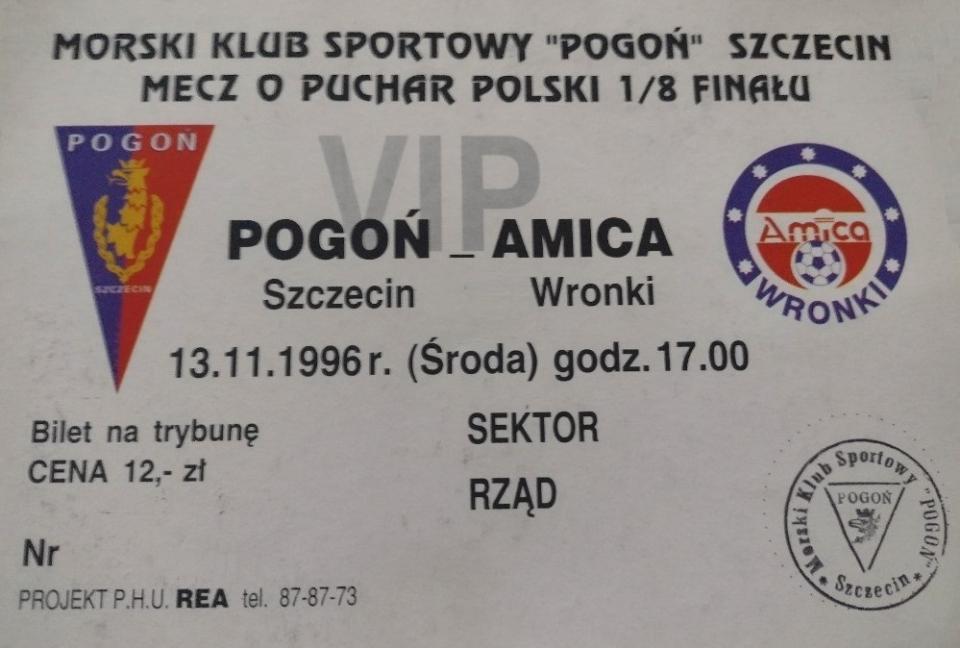 MORSKI KLUB SPORTOWY "POGOŃ" SZCZECIN
MECZ O PUCHAR POLSKI 1/8 FINAŁU
POGOŃ
SZCZECIN
VIP
POGOŃ – AMICA
Szczecin Wronki
Amica
WRONKI
13.11.1996 r. (Środa) godz. 17.00
Bilet na trybunę
CENA 12,- zł
SEKTOR
RZĄD
Nr
PROJEKT P.H.U. REA tel. 87-87-73
Morski Klub Sportowy "POGOŃ"
POGOŃ
* Szczecin *